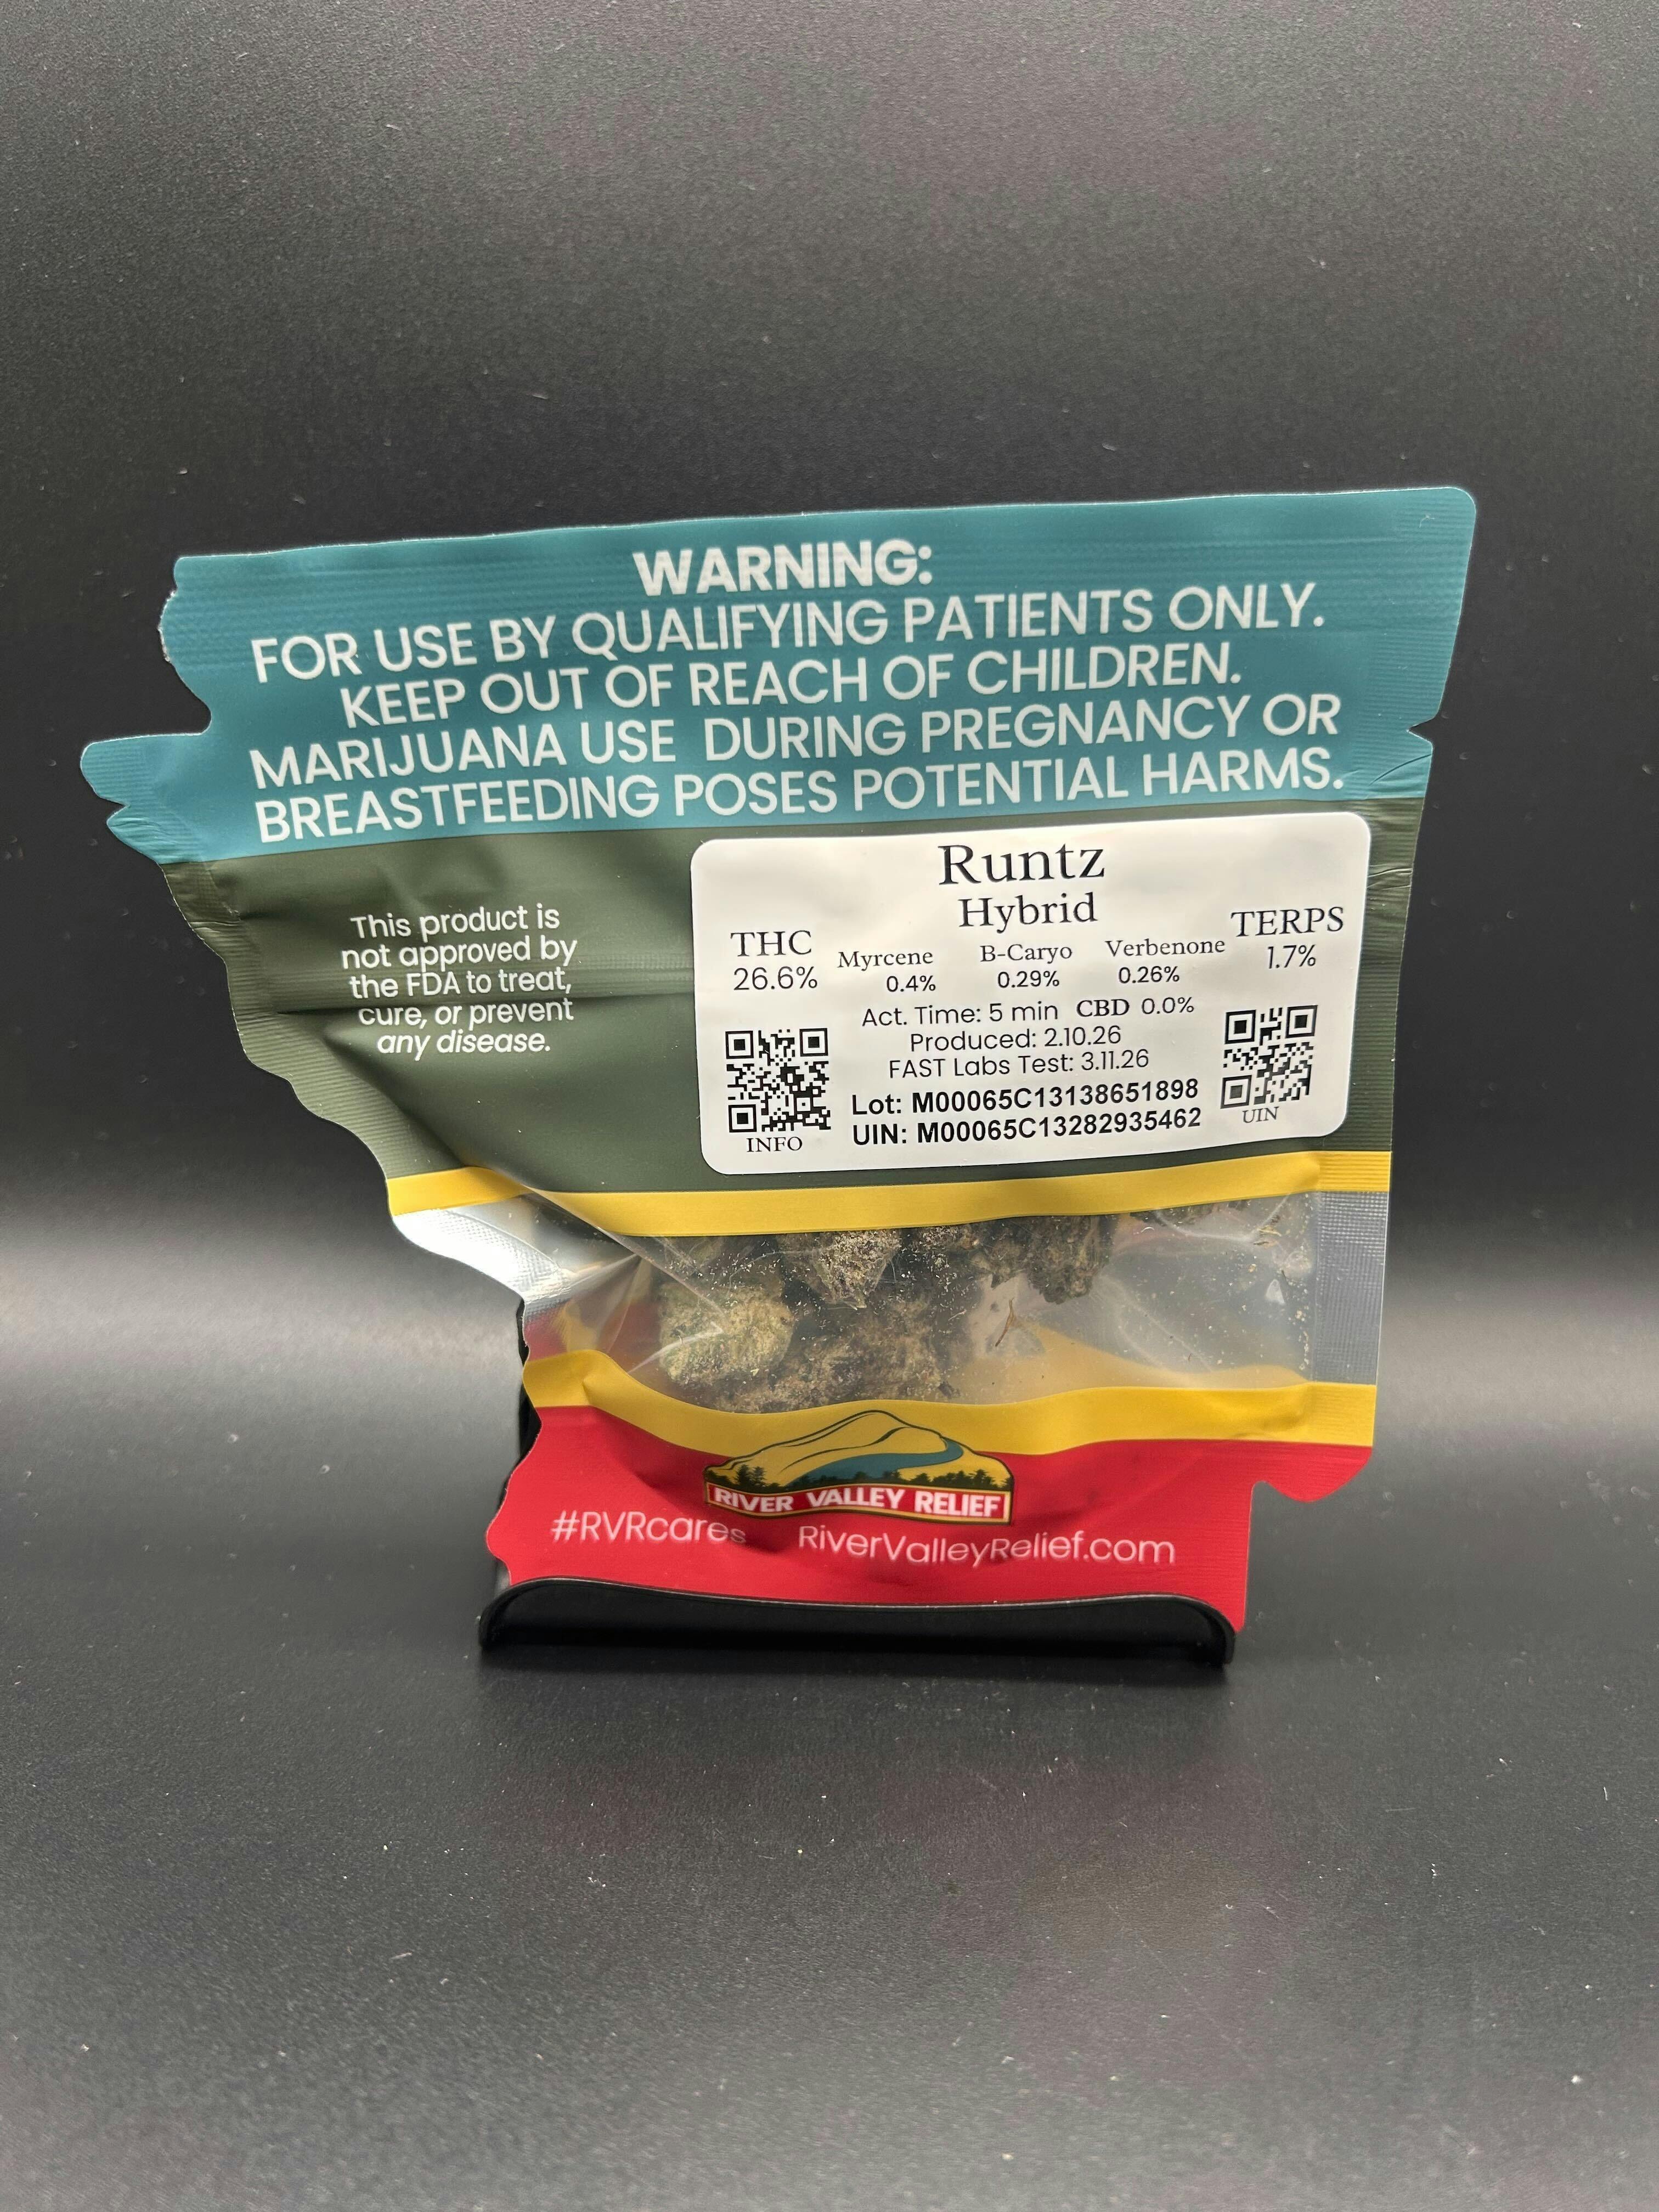 WARNING:
FOR USE BY QUALIFYING PATIENTS ONLY.
KEEP OUT OF REACH OF CHILDREN.
MARIJUANA USE DURING PREGNANCY OR
BREASTFEEDING POSES POTENTIAL HARMS.
This product is
not approved by
the FDA to treat,
cure, or prevent
any disease.
Runtz
Hybrid
THC
26.6%
Myrcene
0.4%
B-Caryo
0.29%
Verbenone
0.26%
TERPS
1.7%
Act. Time: 5 min CBD 0.0%
Produced: 2.10.26
FAST Labs Test: 3.11.26
Lot: M00065C13138651898
UIN: M00065C13282935462
INFO
UIN
RIVER VALLEY RELIEF
#RVRcares RiverValleyRelief.com